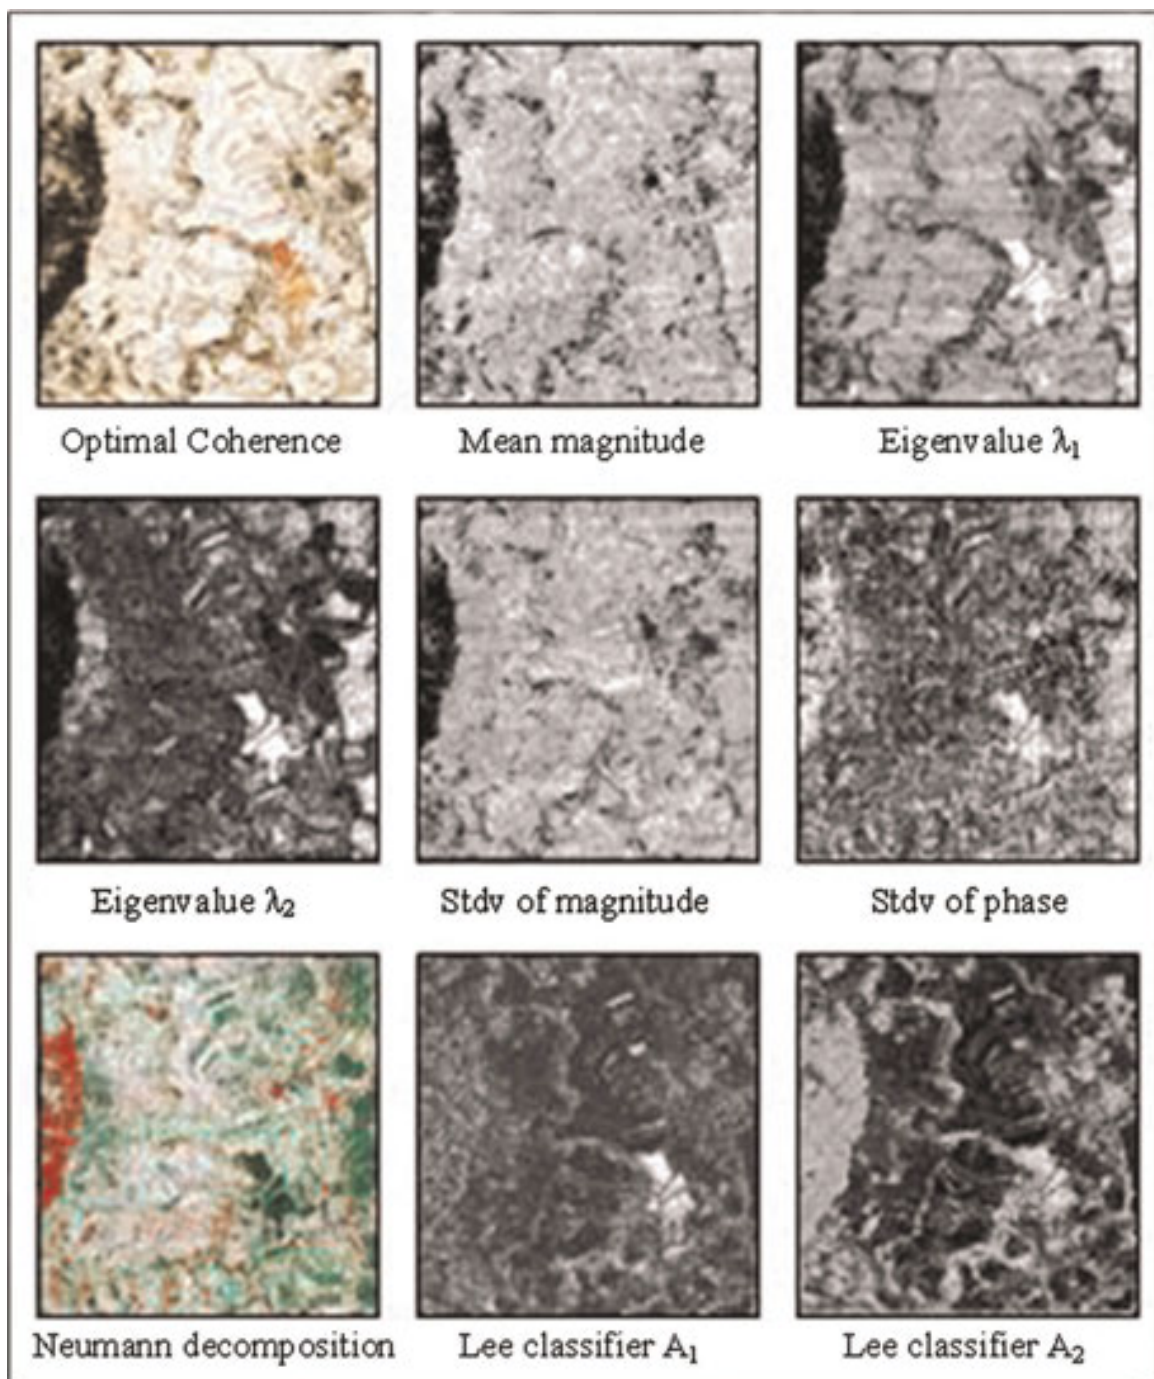 Optimal Coherence
Mean magnitude
Eigenvalue λ₁
Eigenvalue λ₂
Stdv of magnitude
Stdv of phase
Neumann decomposition
Lee classifier A₁
Lee classifier A₂